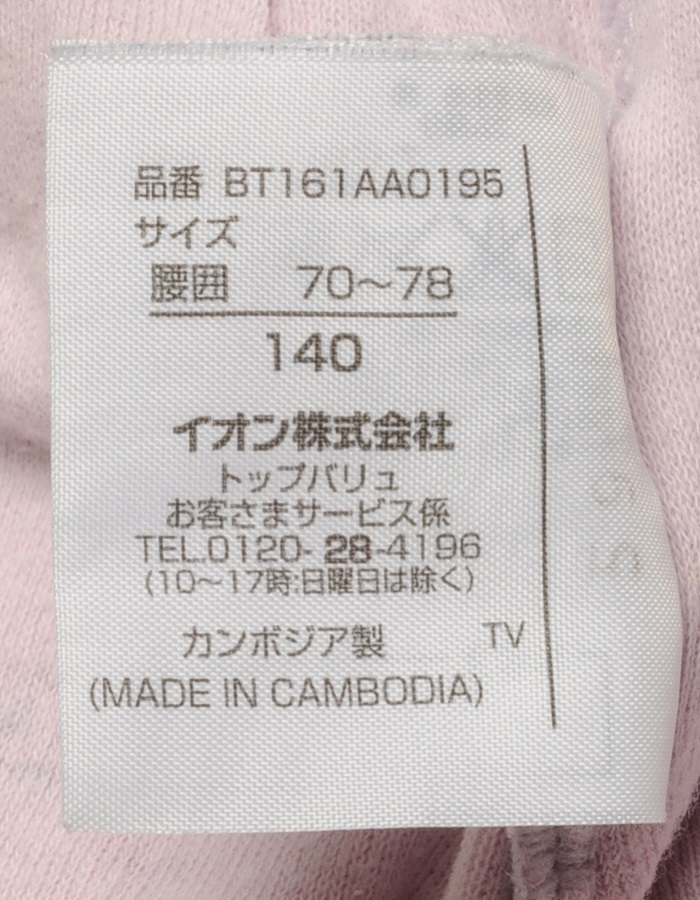 品番 BT161AA0195
サイズ
腰囲 70～78
140
イオン株式会社
トップバリュ
お客さまサービス係
TEL.0120-28-4196
(10～17時:日曜日は除く)
カンボジア製 TV
(MADE IN CAMBODIA)